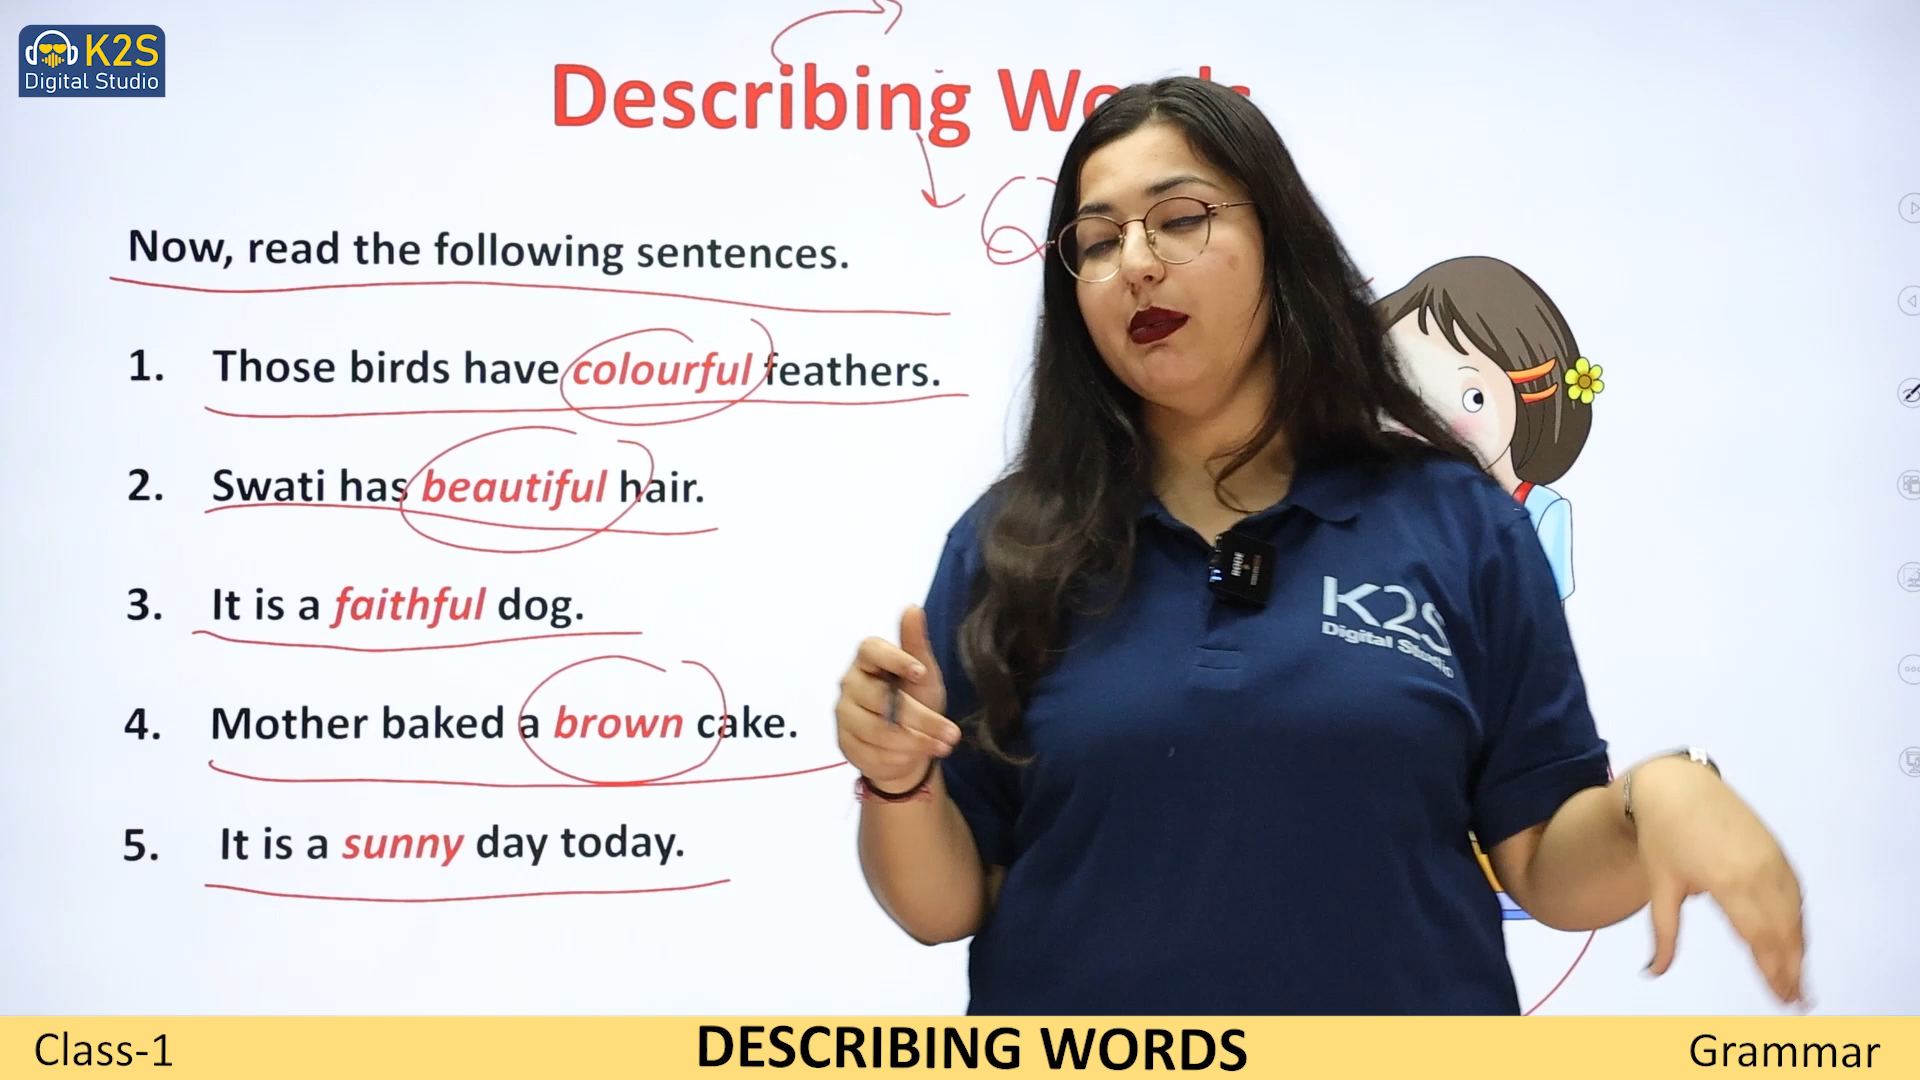 K2S
Digital Studio
Describing Words
Now, read the following sentences.
1. Those birds have colourful feathers.
2. Swati has beautiful hair.
3. It is a faithful dog.
4. Mother baked a brown cake.
5. It is a sunny day today.
RODE
K2S
Digital Studio
Class-1
DESCRIBING WORDS
Grammar